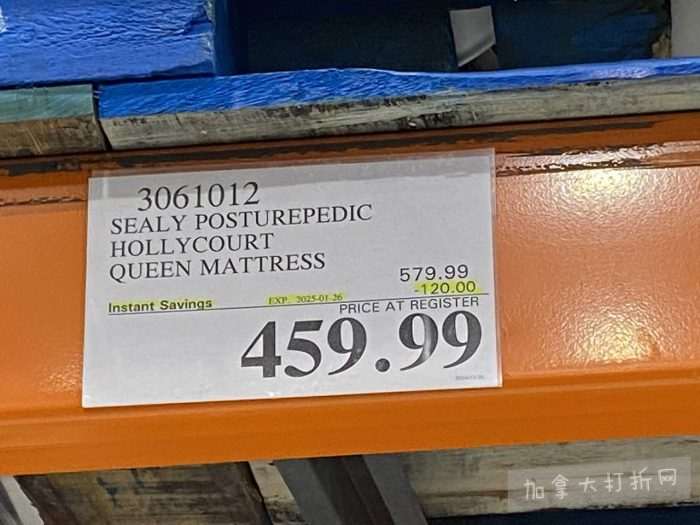 3061012
SEALY POSTUREPEDIC
HOLLYCOURT
QUEEN MATTRESS
579.99
-120.00
Instant Savings EXP. 2025-01-26
PRICE AT REGISTER
459.99
加拿大打折网